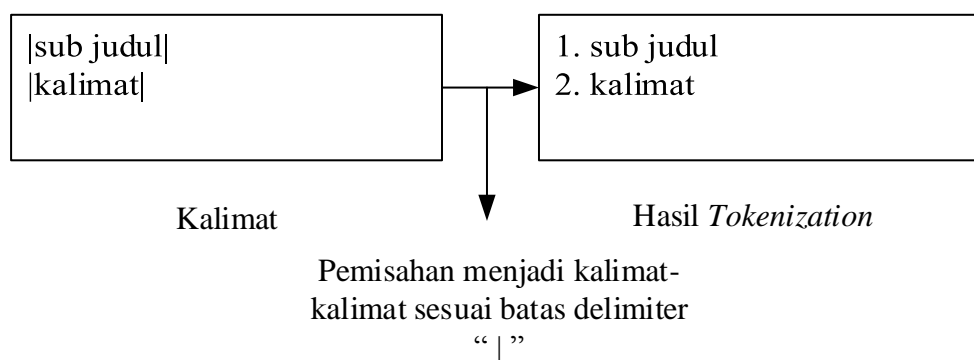 |sub judul|
|kalimat|
1. sub judul
2. kalimat
Kalimat
Hasil Tokenization
Pemisahan menjadi kalimat-
kalimat sesuai batas delimiter
“ | ”